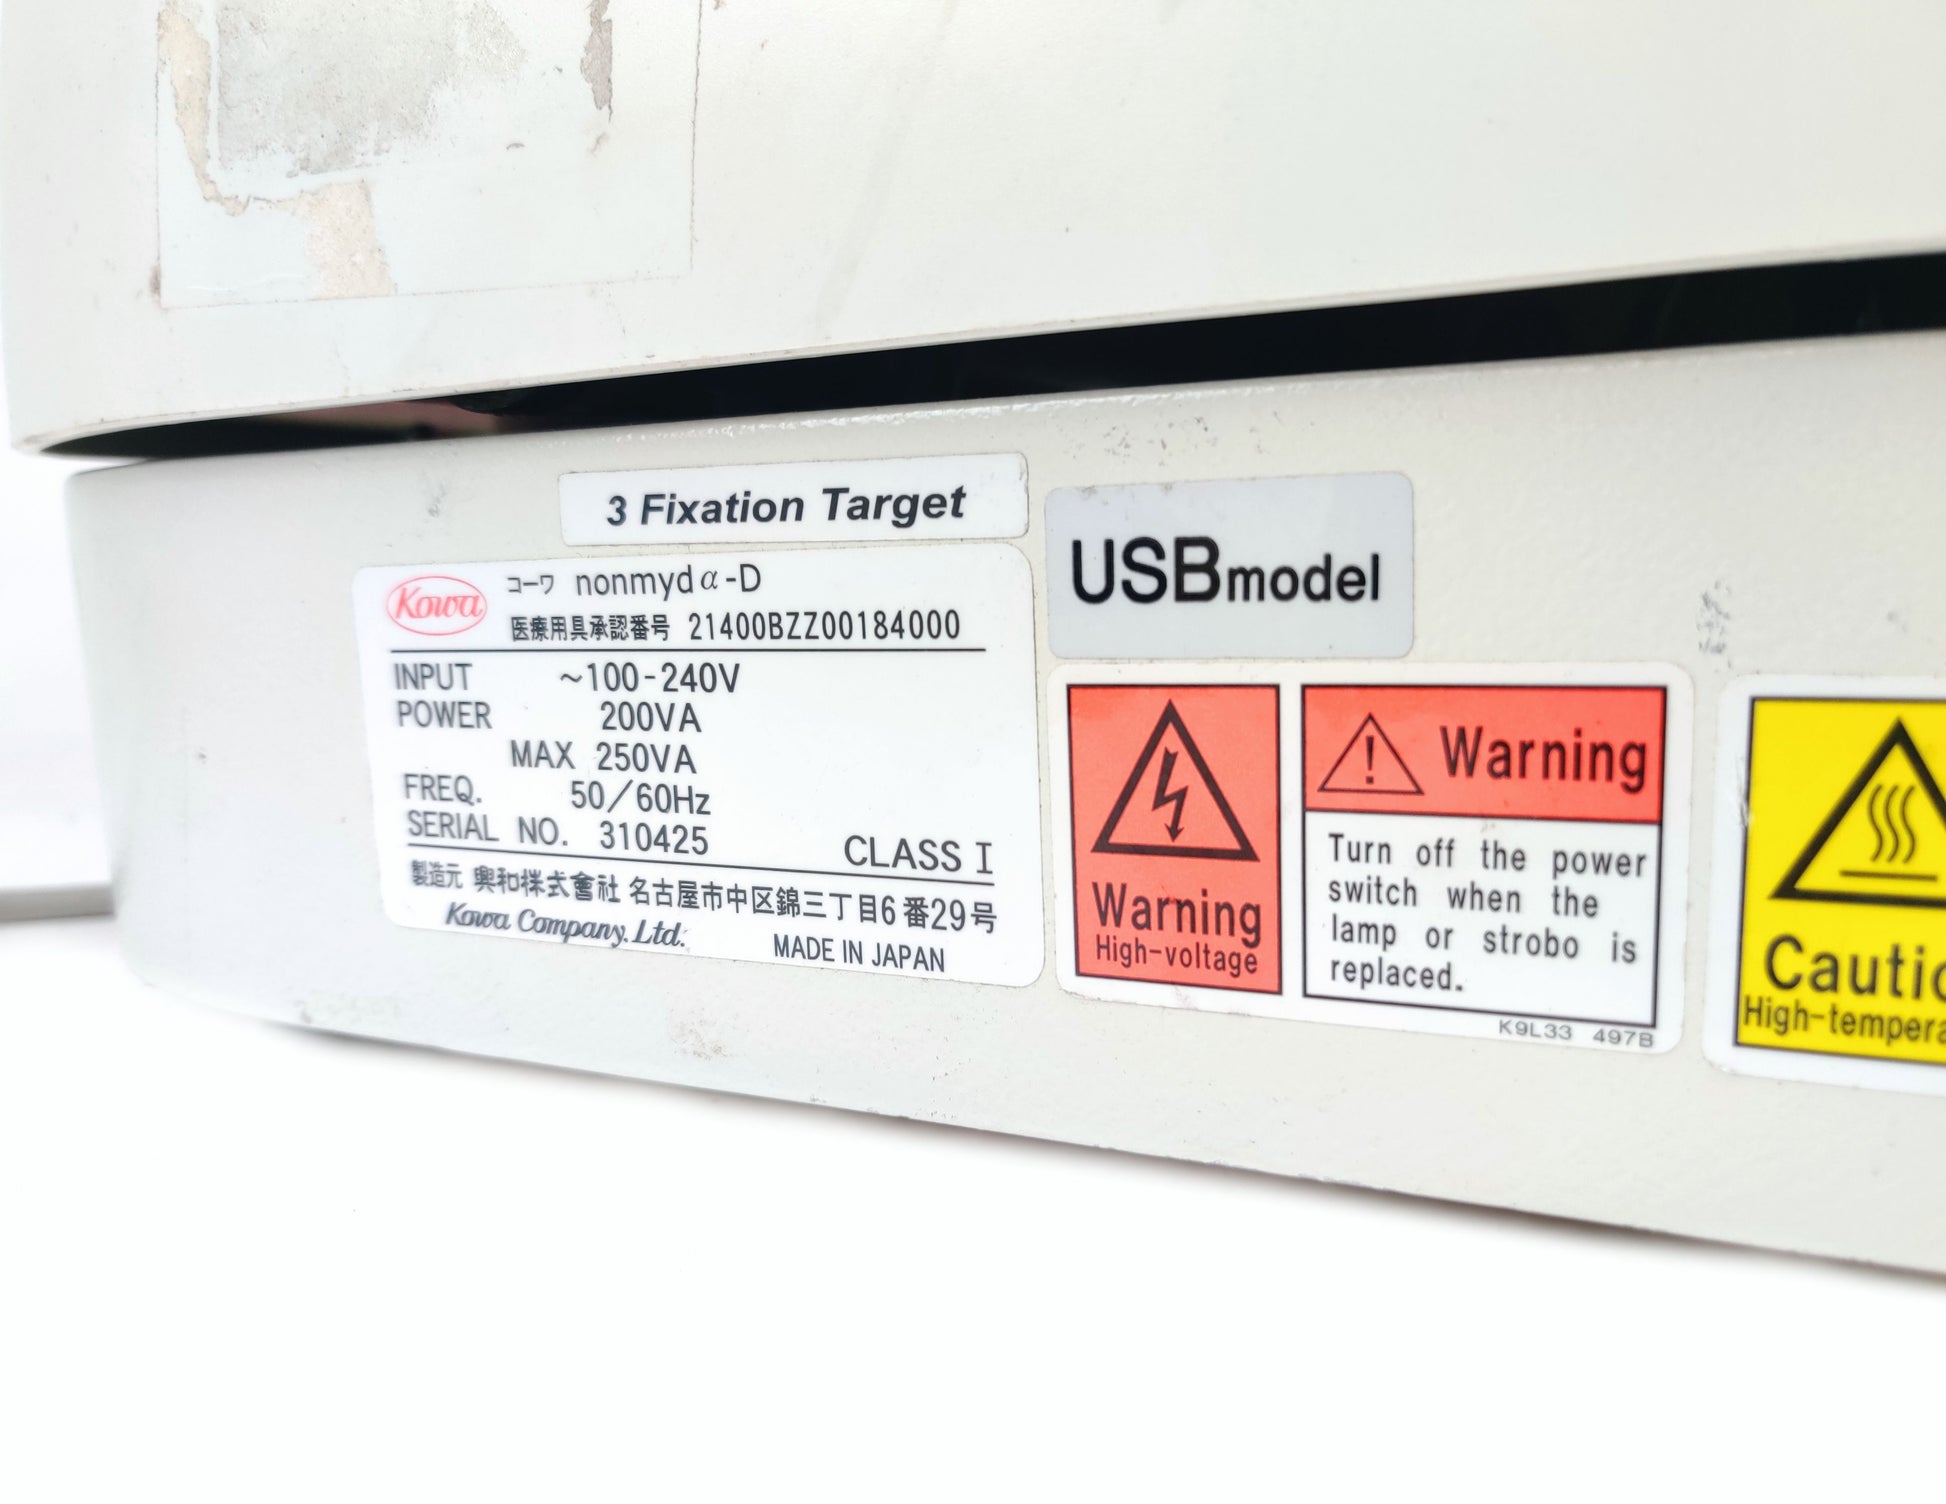 3 Fixation Target
Kowa
コーワ nonmyd α-D
医療用具承認番号 21400BZZ00184000
INPUT ~100-240V
POWER 200VA
MAX 250VA
FREQ. 50/60Hz
SERIAL NO. 310425
CLASS I
製造元 興和株式會社 名古屋市中区錦三丁目6番29号
Kowa Company, Ltd.
MADE IN JAPAN
USB model
Warning
High-voltage
Warning
Turn off the power
switch when the
lamp or strobo is
replaced.
K9L33 497B
Cautio
High-tempera